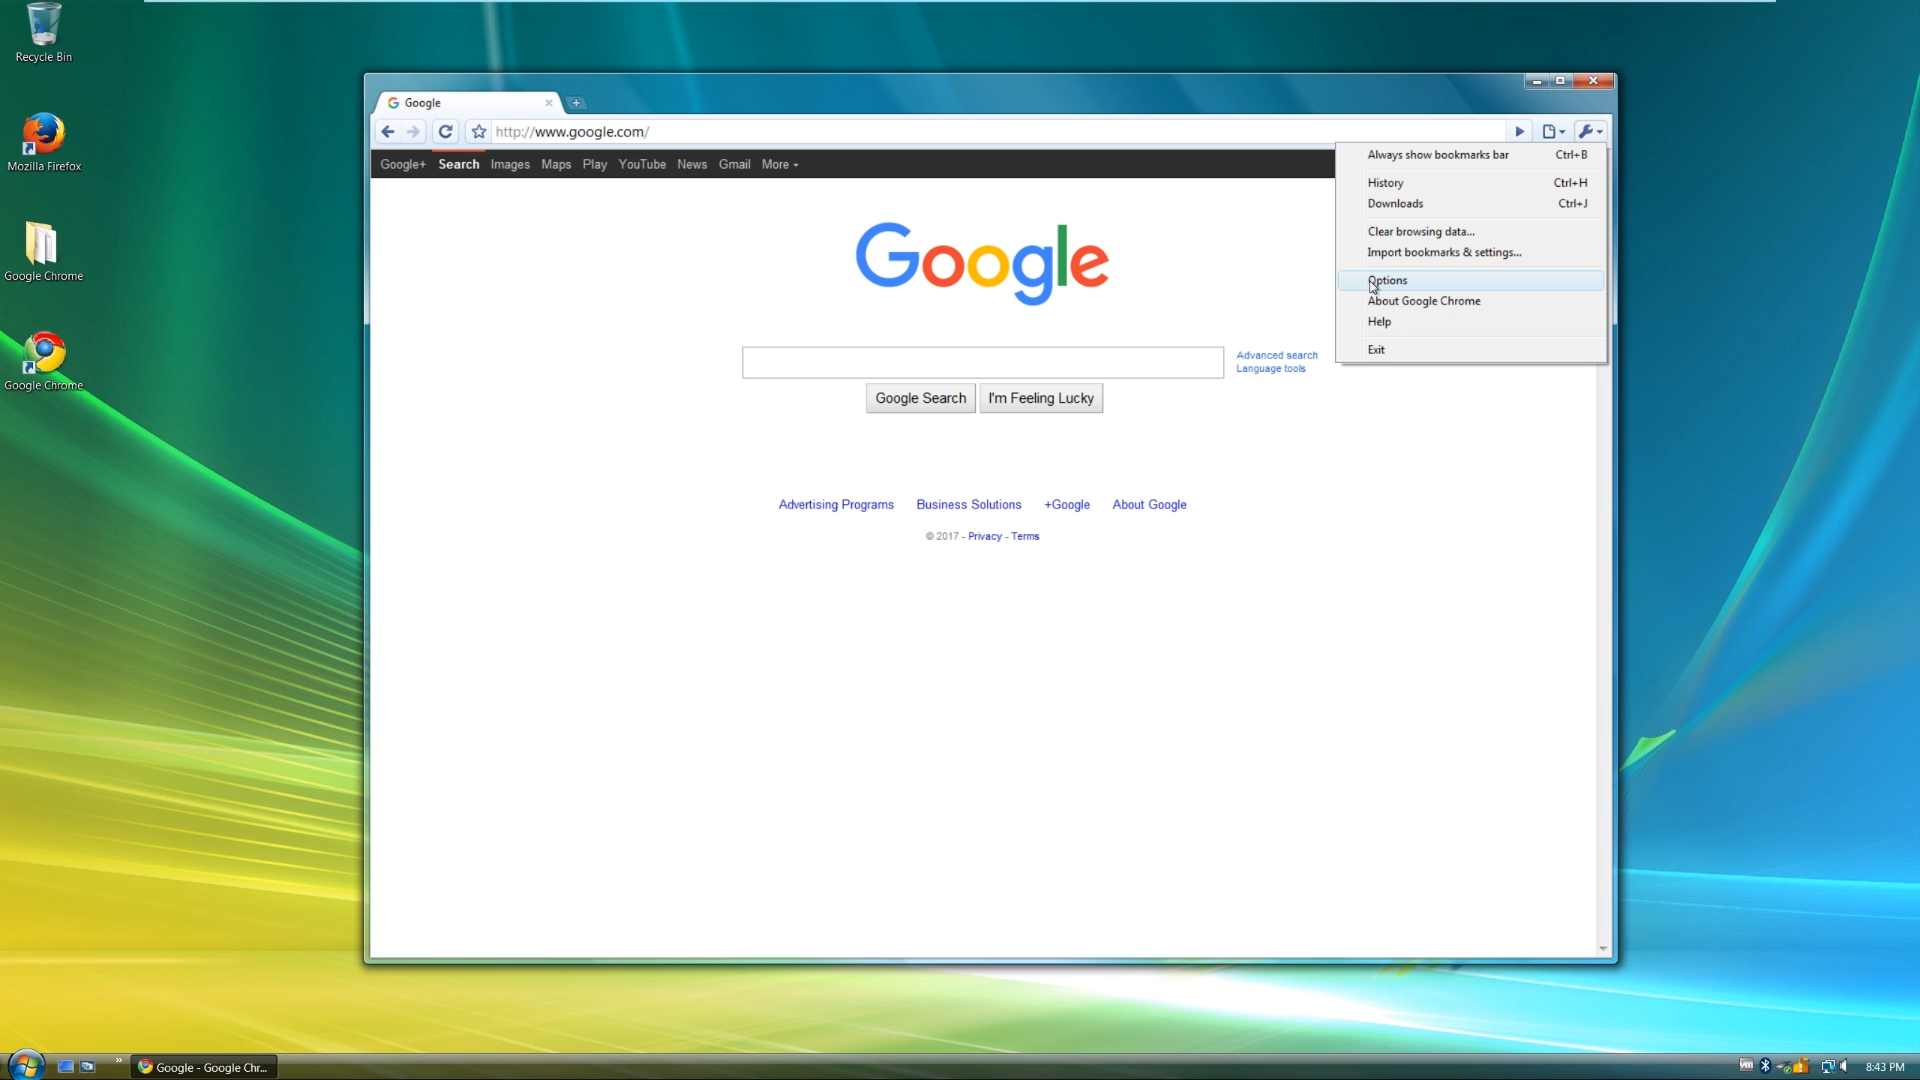 Recycle Bin
Mozilla Firefox
Google Chrome
Google Chrome
Google
http://www.google.com/
Google+ Search Images Maps Play YouTube News Gmail More
Always show bookmarks bar Ctrl+B
History Ctrl+H
Downloads Ctrl+J
Clear browsing data...
Import bookmarks & settings...
Options
About Google Chrome
Help
Exit
Google
Advanced search
Language tools
Google Search I'm Feeling Lucky
Advertising Programs Business Solutions +Google About Google
© 2017 - Privacy - Terms
Google - Google Chr...
8:43 PM